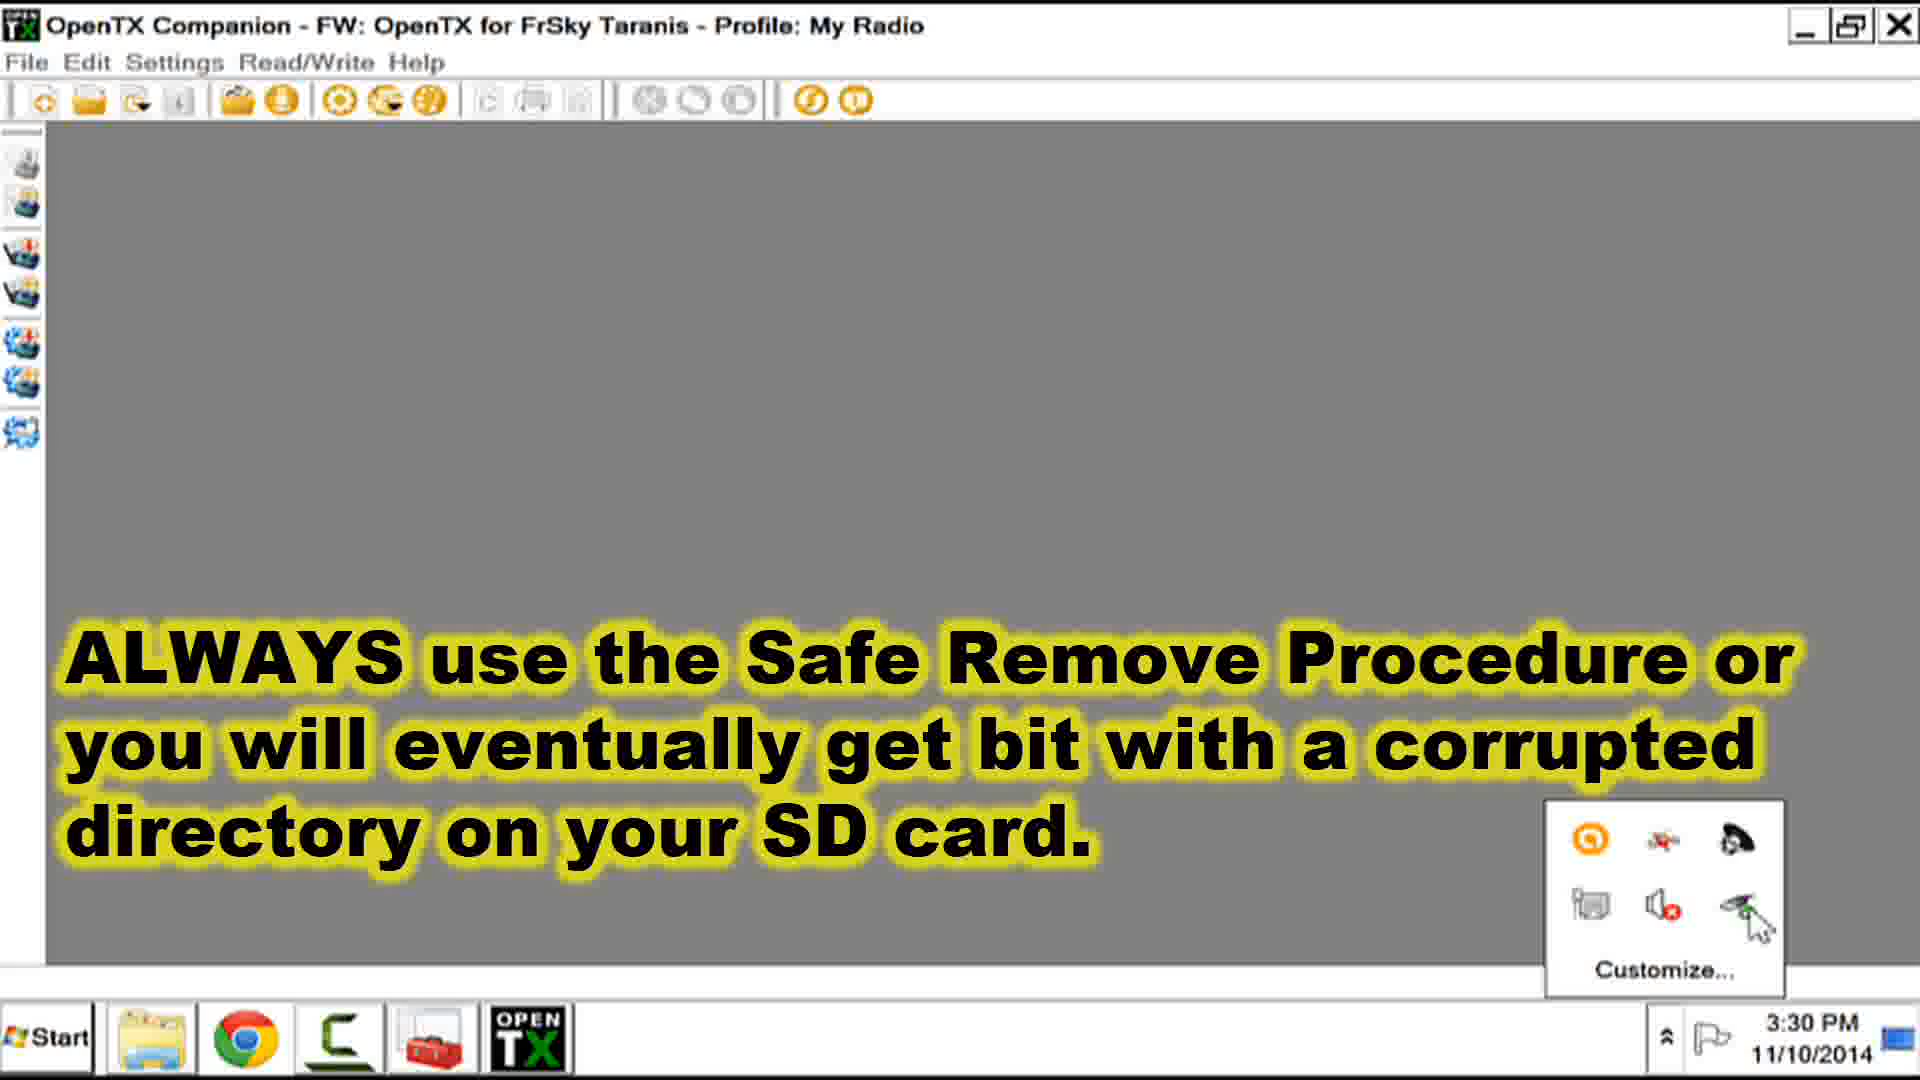 OpenTX Companion - FW: OpenTX for FrSky Taranis - Profile: My Radio
File Edit Settings Read/Write Help
ALWAYS use the Safe Remove Procedure or
you will eventually get bit with a corrupted
directory on your SD card.
Customize...
Start
OPEN
TX
3:30 PM
11/10/2014